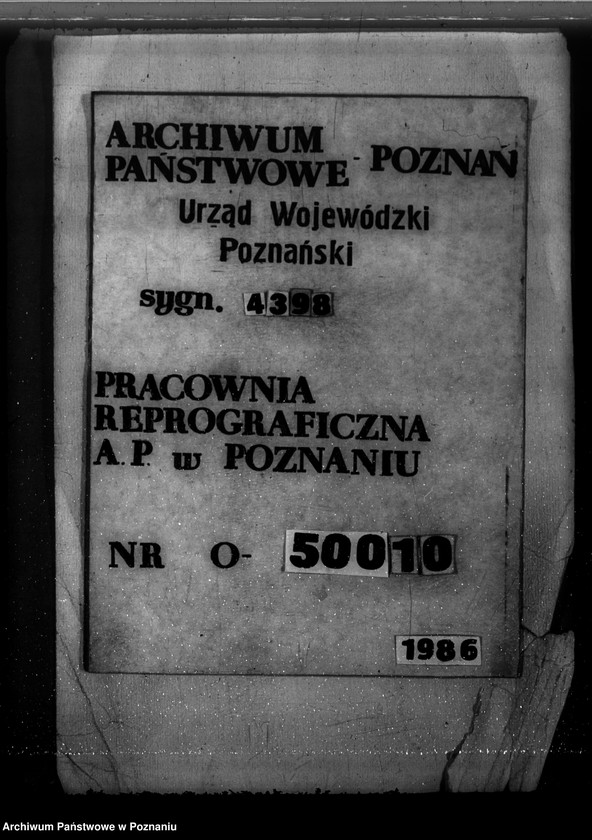 ARCHIWUM
PAŃSTWOWE - POZNAŃ
Urząd Wojewódzki
Poznański
sygn. 4398
PRACOWNIA
REPROGRAFICZNA
A. P. w POZNANIU
NR O- 50010
1986
Archiwum Państwowe w Poznaniu